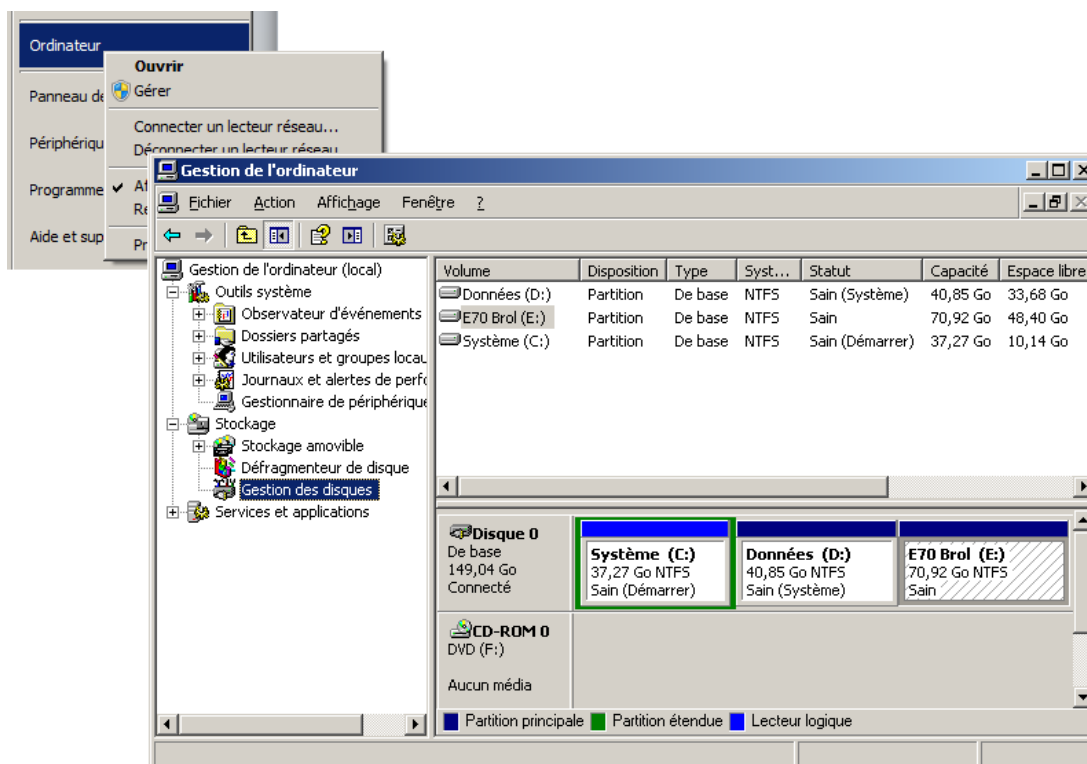 Ordinateur
Ouvrir
Gérer
Panneau de
Connecter un lecteur réseau...
Périphériqu
Déconnecter un lecteur réseau
Programme
Af
Re
Aide et sup
Pr
Gestion de l'ordinateur
Fichier Action Affichage Fenêtre ?
Gestion de l'ordinateur (local)
Outils système
Observateur d'événements
Dossiers partagés
Utilisateurs et groupes locau
Journaux et alertes de perfo
Gestionnaire de périphérique
Stockage
Stockage amovible
Défragmenteur de disque
Gestion des disques
Services et applications
Volume Disposition Type Syst... Statut Capacité Espace libre
Données (D:) Partition De base NTFS Sain (Système) 40,85 Go 33,68 Go
E70 Brol (E:) Partition De base NTFS Sain 70,92 Go 48,40 Go
Système (C:) Partition De base NTFS Sain (Démarrer) 37,27 Go 10,14 Go
Disque 0
De base
149,04 Go
Connecté
Système (C:)
37,27 Go NTFS
Sain (Démarrer)
Données (D:)
40,85 Go NTFS
Sain (Système)
E70 Brol (E:)
70,92 Go NTFS
Sain
CD-ROM 0
DVD (F:)
Aucun média
Partition principale Partition étendue Lecteur logique